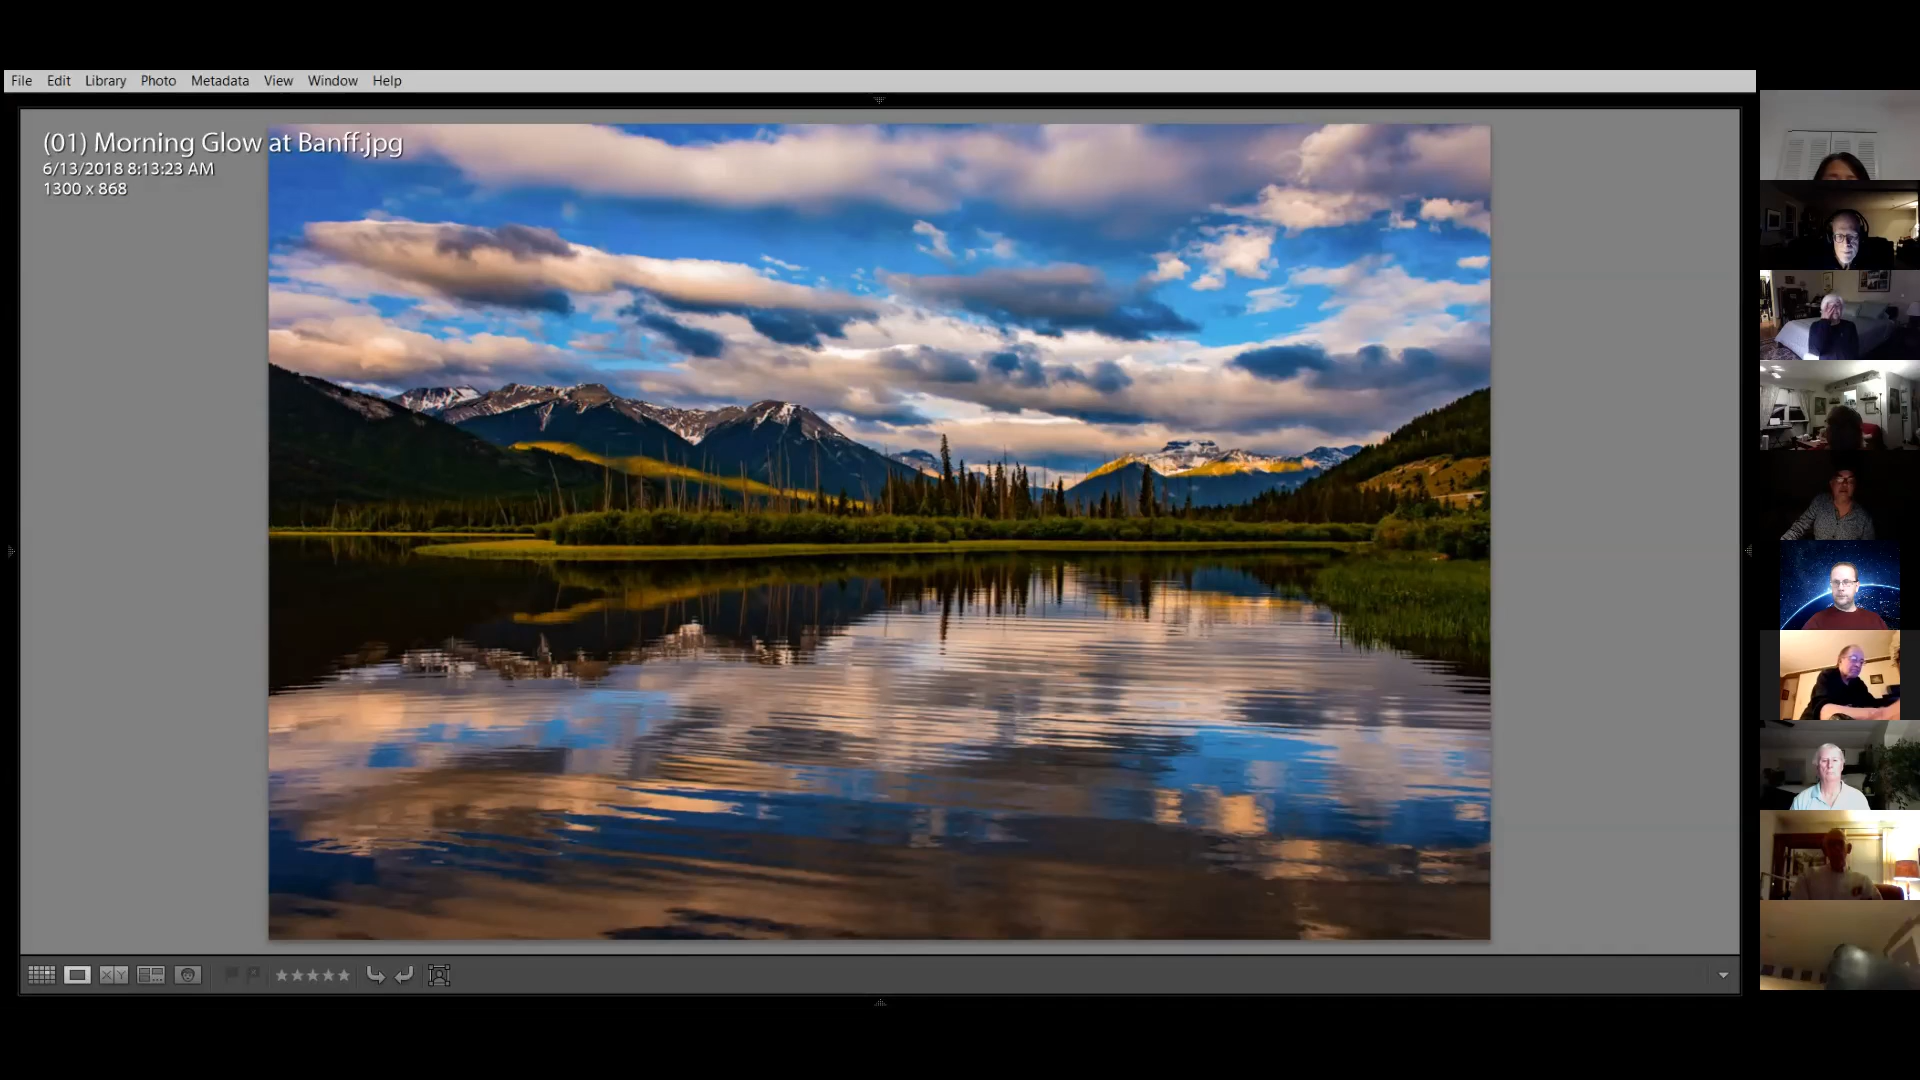 File Edit Library Photo Metadata View Window Help
(01) Morning Glow at Banff.jpg
6/13/2018 8:13:23 AM
1300 x 868
XY